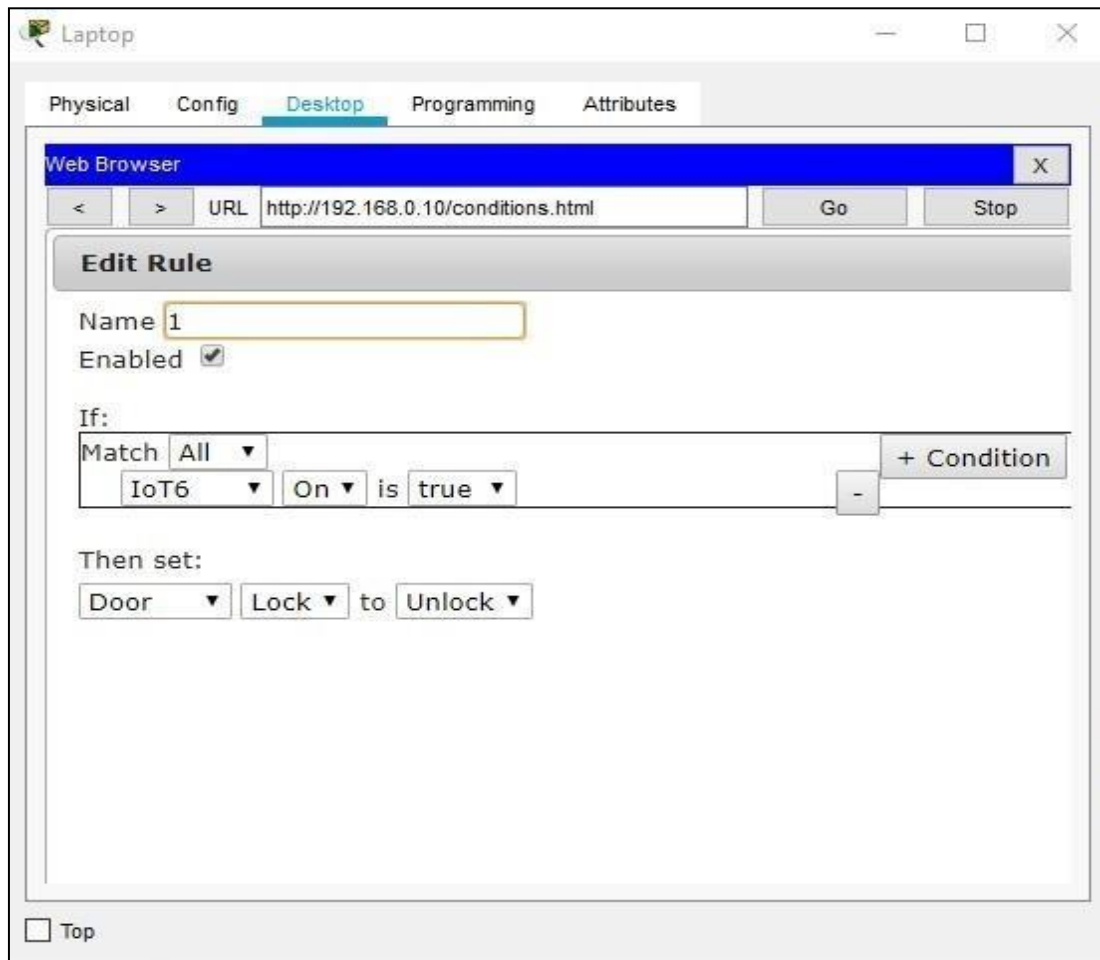 Laptop
Physical Config Desktop Programming Attributes
Web Browser X
< > URL http://192.168.0.10/conditions.html Go Stop
Edit Rule
Name 1
Enabled
If:
Match All + Condition
IoT6 On is true -
Then set:
Door Lock to Unlock
Top